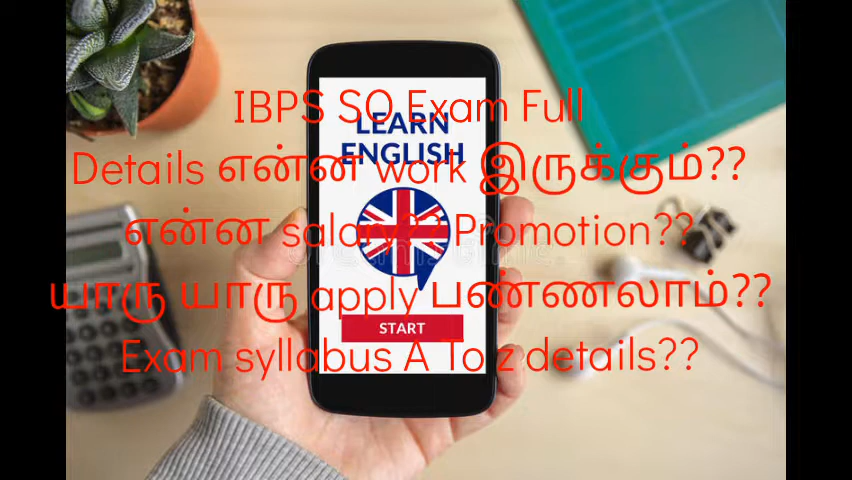 IBPS SO Exam Full
LEARN
Details என்ன work இருக்கும்??
ENGLISH
என்ன salary?? Promotion??
யாரு யாரு apply பண்ணலாம்??
START
Exam syllabus A To z details??